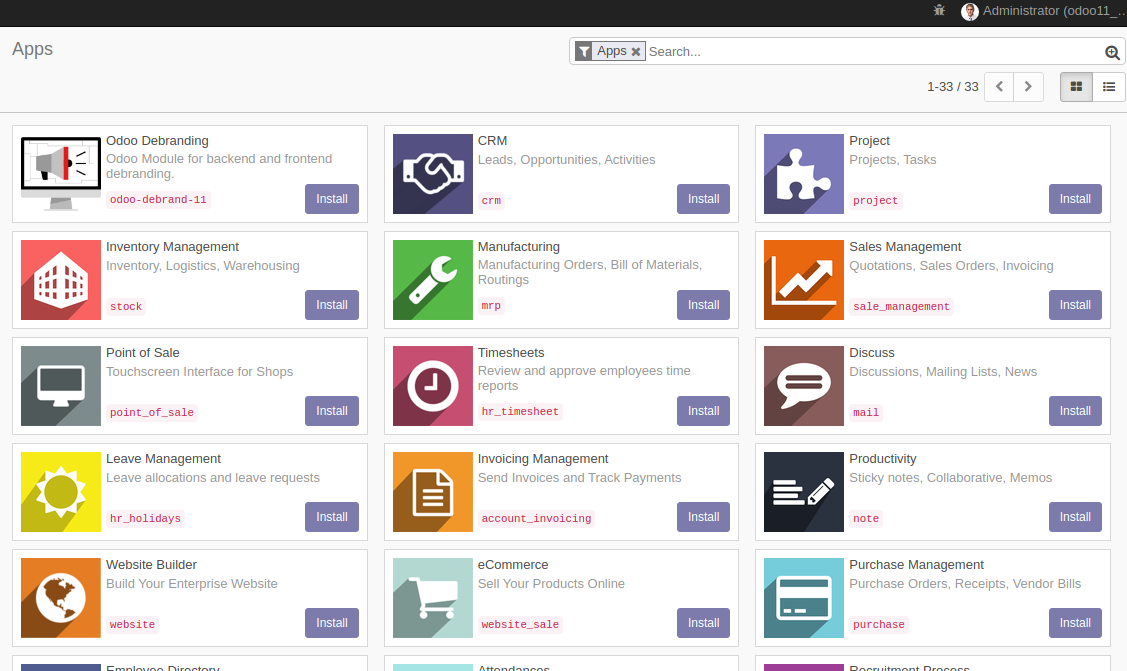 Administrator (odoo11_...
Apps
Apps
Search...
1-33 / 33
Odoo Debranding
Odoo Module for backend and frontend
debranding.
odoo-debrand-11
Install
CRM
Leads, Opportunities, Activities
crm
Install
Project
Projects, Tasks
project
Install
Inventory Management
Inventory, Logistics, Warehousing
stock
Install
Manufacturing
Manufacturing Orders, Bill of Materials,
Routings
mrp
Install
Sales Management
Quotations, Sales Orders, Invoicing
sale_management
Install
Point of Sale
Touchscreen Interface for Shops
point_of_sale
Install
Timesheets
Review and approve employees time
reports
hr_timesheet
Install
Discuss
Discussions, Mailing Lists, News
mail
Install
Leave Management
Leave allocations and leave requests
hr_holidays
Install
Invoicing Management
Send Invoices and Track Payments
account_invoicing
Install
Productivity
Sticky notes, Collaborative, Memos
note
Install
Website Builder
Build Your Enterprise Website
website
Install
eCommerce
Sell Your Products Online
website_sale
Install
Purchase Management
Purchase Orders, Receipts, Vendor Bills
purchase
Install
Employee Directory
Attendances
Recruitment Process